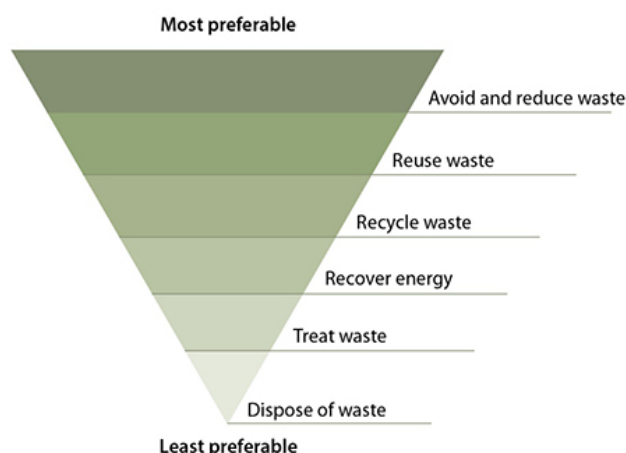 Most preferable
Avoid and reduce waste
Reuse waste
Recycle waste
Recover energy
Treat waste
Dispose of waste
Least preferable